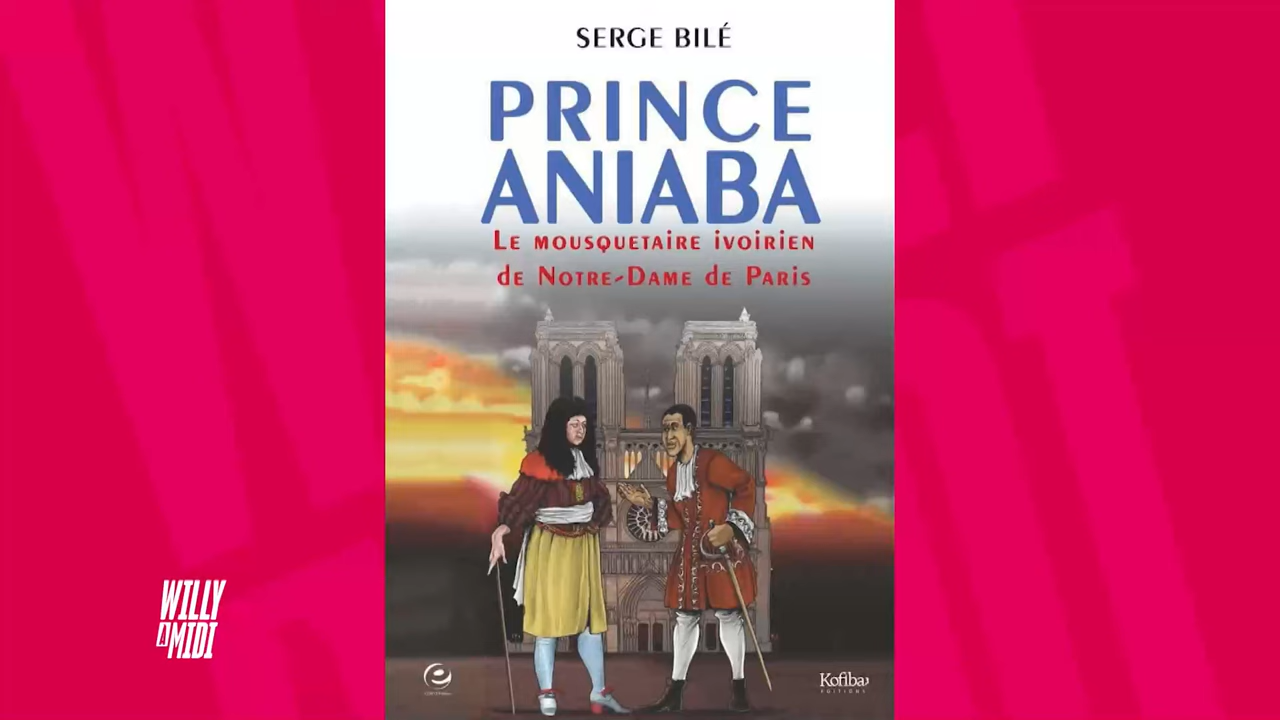 SERGE BILÉ
PRINCE
ANIABA
Le mousquetaire ivoirien
de Notre-Dame de Paris
WILLY
A MIDI
Kofiba
EDITIONS